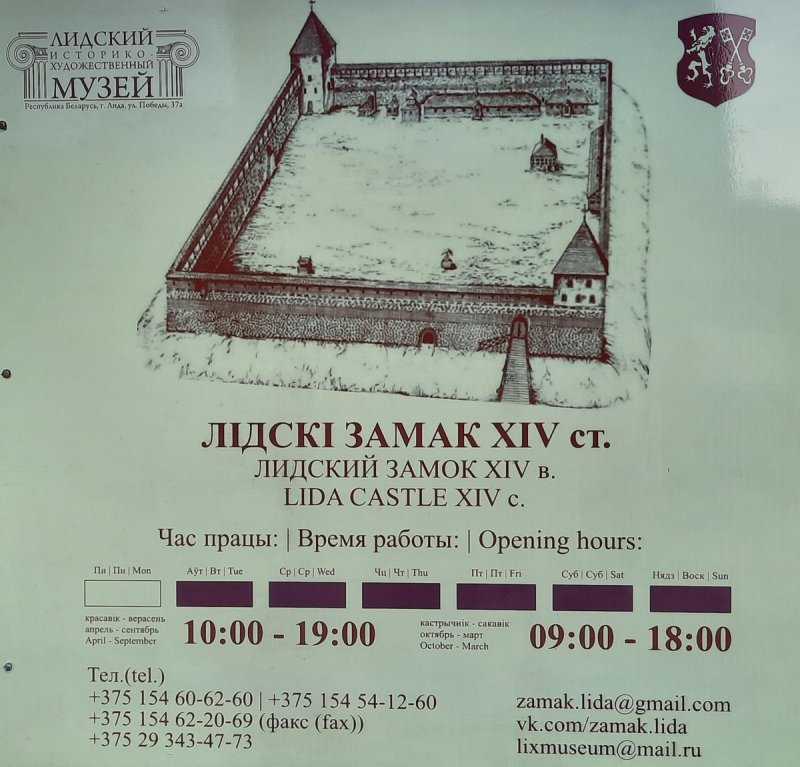 ЛИДСКИЙ
ИСТОРИКО-
ХУДОЖЕСТВЕННЫЙ
МУЗЕЙ
Республика Беларусь, г. Лида, ул. Победы, 37а
ЛІДСКІ ЗАМАК XIV ст.
ЛИДСКИЙ ЗАМОК XIV в.
LIDA CASTLE XIV c.
Час працы: | Время работы: | Opening hours:
Пн | Пн | Mon Аўт | Вт | Tue Ср | Ср | Wed Чц | Чт | Thu Пт | Пт | Fri Суб | Суб | Sat Нядз | Воск | Sun
красавік - верасень
апрель - сентябрь
April - September
10:00 - 19:00
кастрычнік - сакавік
октябрь - март
October - March
09:00 - 18:00
Тел.(tel.)
+375 154 60-62-60 | +375 154 54-12-60
+375 154 62-20-69 (факс (fax))
+375 29 343-47-73
zamak.lida@gmail.com
vk.com/zamak.lida
lixmuseum@mail.ru